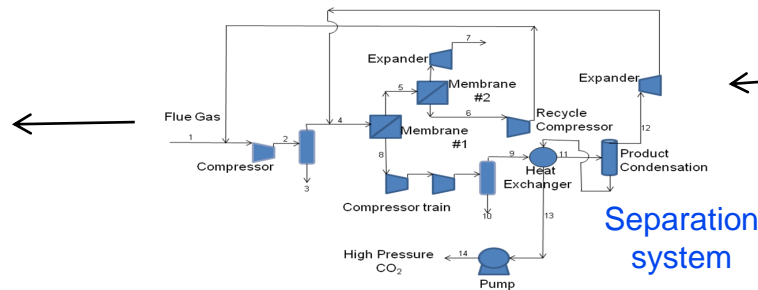 7
Expander
Membrane
#2
5
6
Expander
Flue Gas
1
2
4
Membrane
#1
Recycle
Compressor
12
Compressor
3
8
9
11
Heat
Exchanger
Product
Condensation
Compressor train
10
13
Separation
system
High Pressure
CO₂
14
Pump